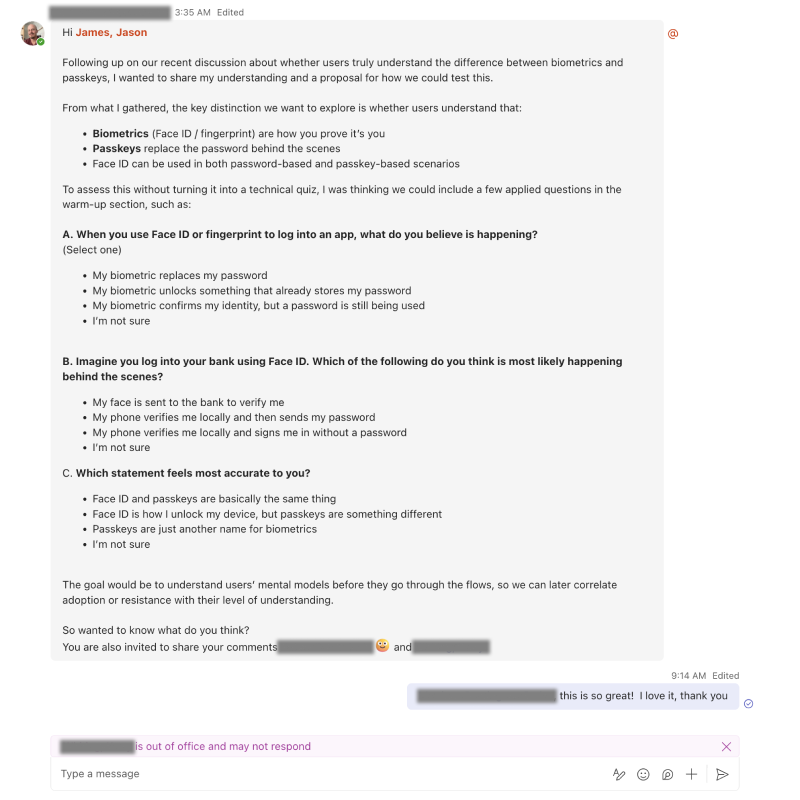 3:35 AM Edited
Hi James, Jason
@
Following up on our recent discussion about whether users truly understand the difference between biometrics and
passkeys, I wanted to share my understanding and a proposal for how we could test this.
From what I gathered, the key distinction we want to explore is whether users understand that:
• Biometrics (Face ID / fingerprint) are how you prove it's you
• Passkeys replace the password behind the scenes
• Face ID can be used in both password-based and passkey-based scenarios
To assess this without turning it into a technical quiz, I was thinking we could include a few applied questions in the
warm-up section, such as:
A. When you use Face ID or fingerprint to log into an app, what do you believe is happening?
(Select one)
• My biometric replaces my password
• My biometric unlocks something that already stores my password
• My biometric confirms my identity, but a password is still being used
• I'm not sure
B. Imagine you log into your bank using Face ID. Which of the following do you think is most likely happening
behind the scenes?
• My face is sent to the bank to verify me
• My phone verifies me locally and then sends my password
• My phone verifies me locally and signs me in without a password
• I'm not sure
C. Which statement feels most accurate to you?
• Face ID and passkeys are basically the same thing
• Face ID is how I unlock my device, but passkeys are something different
• Passkeys are just another name for biometrics
• I'm not sure
The goal would be to understand users' mental models before they go through the flows, so we can later correlate
adoption or resistance with their level of understanding.
So wanted to know what do you think?
You are also invited to share your comments 🤪 and
9:14 AM Edited
this is so great! I love it, thank you
is out of office and may not respond
Type a message